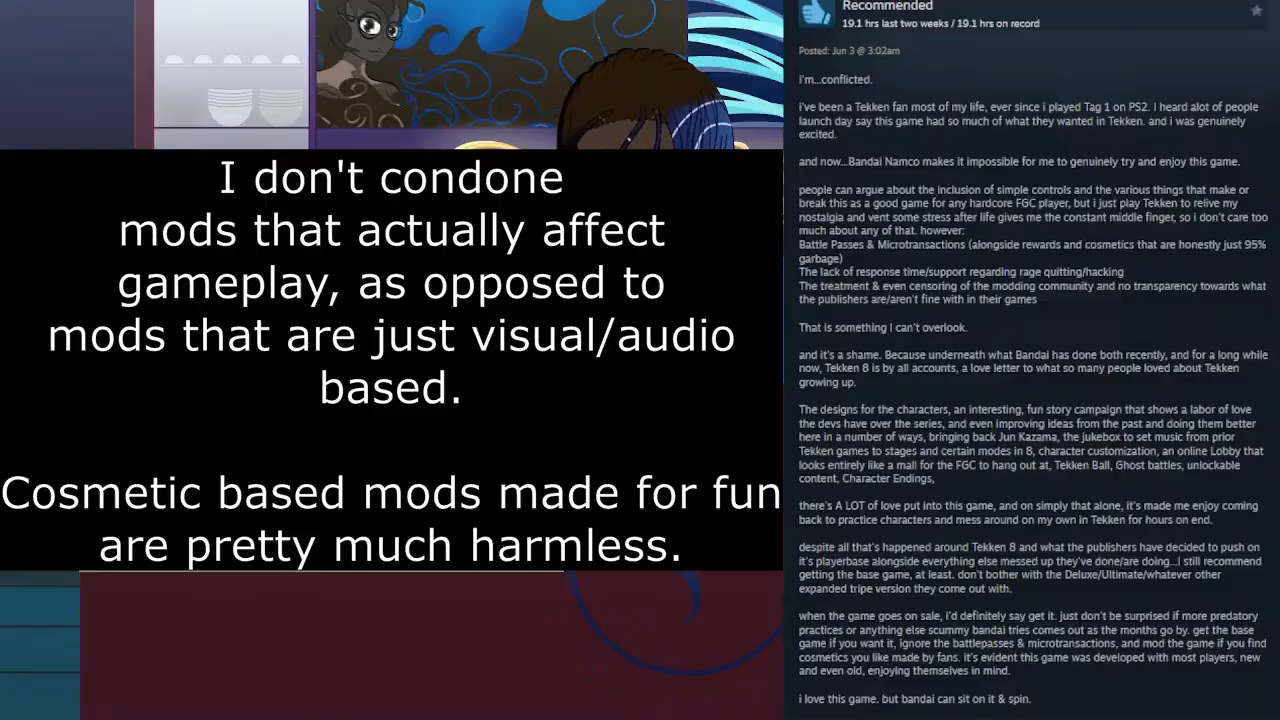 I don't condone
mods that actually affect
gameplay, as opposed to
mods that are just visual/audio
based.
Cosmetic based mods made for fun
are pretty much harmless.
Recommended
19.1 hrs last two weeks / 19.1 hrs on record
Posted: Jun 3 @ 3:02am
I'm...conflicted.
i've been a Tekken fan most of my life, ever since i played Tag 1 on PS2. I heard alot of people
launch day say this game had so much of what they wanted in Tekken. and i was genuinely
excited.
and now...Bandai Namco makes it impossible for me to genuinely try and enjoy this game.
people can argue about the inclusion of simple controls and the various things that make or
break this as a good game for any hardcore FGC player, but i just play Tekken to relive my
nostalgia and vent some stress after life gives me the constant middle finger, so i don't care too
much about any of that. however:
Battle Passes & Microtransactions (alongside rewards and cosmetics that are honestly just 95%
garbage)
The lack of response time/support regarding rage quitting/hacking
The treatment & even censoring of the modding community and no transparency towards what
the publishers are/aren't fine with in their games
That is something I can't overlook.
and it's a shame. Because underneath what Bandai has done both recently, and for a long while
now, Tekken 8 is by all accounts, a love letter to what so many people loved about Tekken
growing up.
The designs for the characters, an interesting, fun story campaign that shows a labor of love
the devs have over the series, and even improving ideas from the past and doing them better
here in a number of ways, bringing back Jun Kazama, the jukebox to set music from prior
Tekken games to stages and certain modes in 8, character customization, an online Lobby that
looks entirely like a mall for the FGC to hang out at, Tekken Ball, Ghost battles, unlockable
content, Character Endings,
there's A LOT of love put into this game, and on simply that alone, it's made me enjoy coming
back to practice characters and mess around on my own in Tekken for hours on end.
despite all that's happened around Tekken 8 and what the publishers have decided to push on
it's playerbase alongside everything else messed up they've done/are doing...I still recommend
getting the base game, at least. don't bother with the Deluxe/Ultimate/whatever other
expanded tripe version they come out with.
when the game goes on sale, i'd definitely say get it. just don't be surprised if more predatory
practices or anything else scummy bandai tries comes out as the months go by. get the base
game if you want it, ignore the battlepasses & microtransactions, and mod the game if you find
cosmetics you like made by fans. it's evident this game was developed with most players, new
and even old, enjoying themselves in mind.
i love this game. but bandai can sit on it & spin.